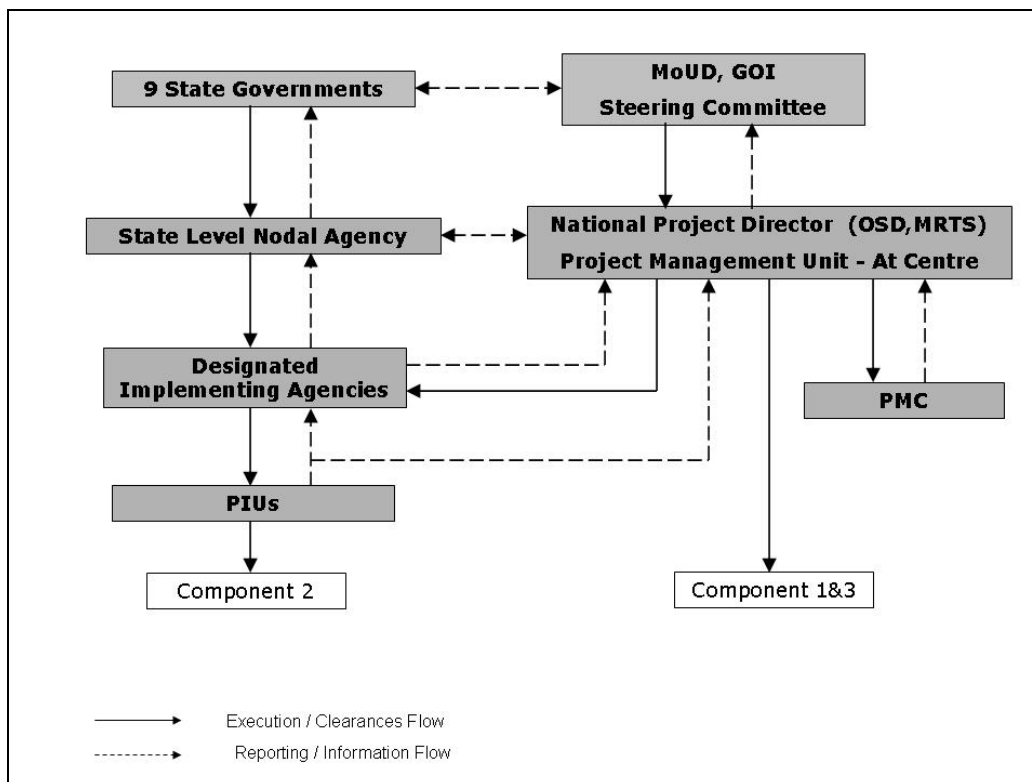 9 State Governments
MoUD, GOI
Steering Committee
State Level Nodal Agency
National Project Director (OSD,MRTS)
Project Management Unit - At Centre
Designated
Implementing Agencies
PMC
PIUs
Component 2
Component 1&3
Execution / Clearances Flow
Reporting / Information Flow